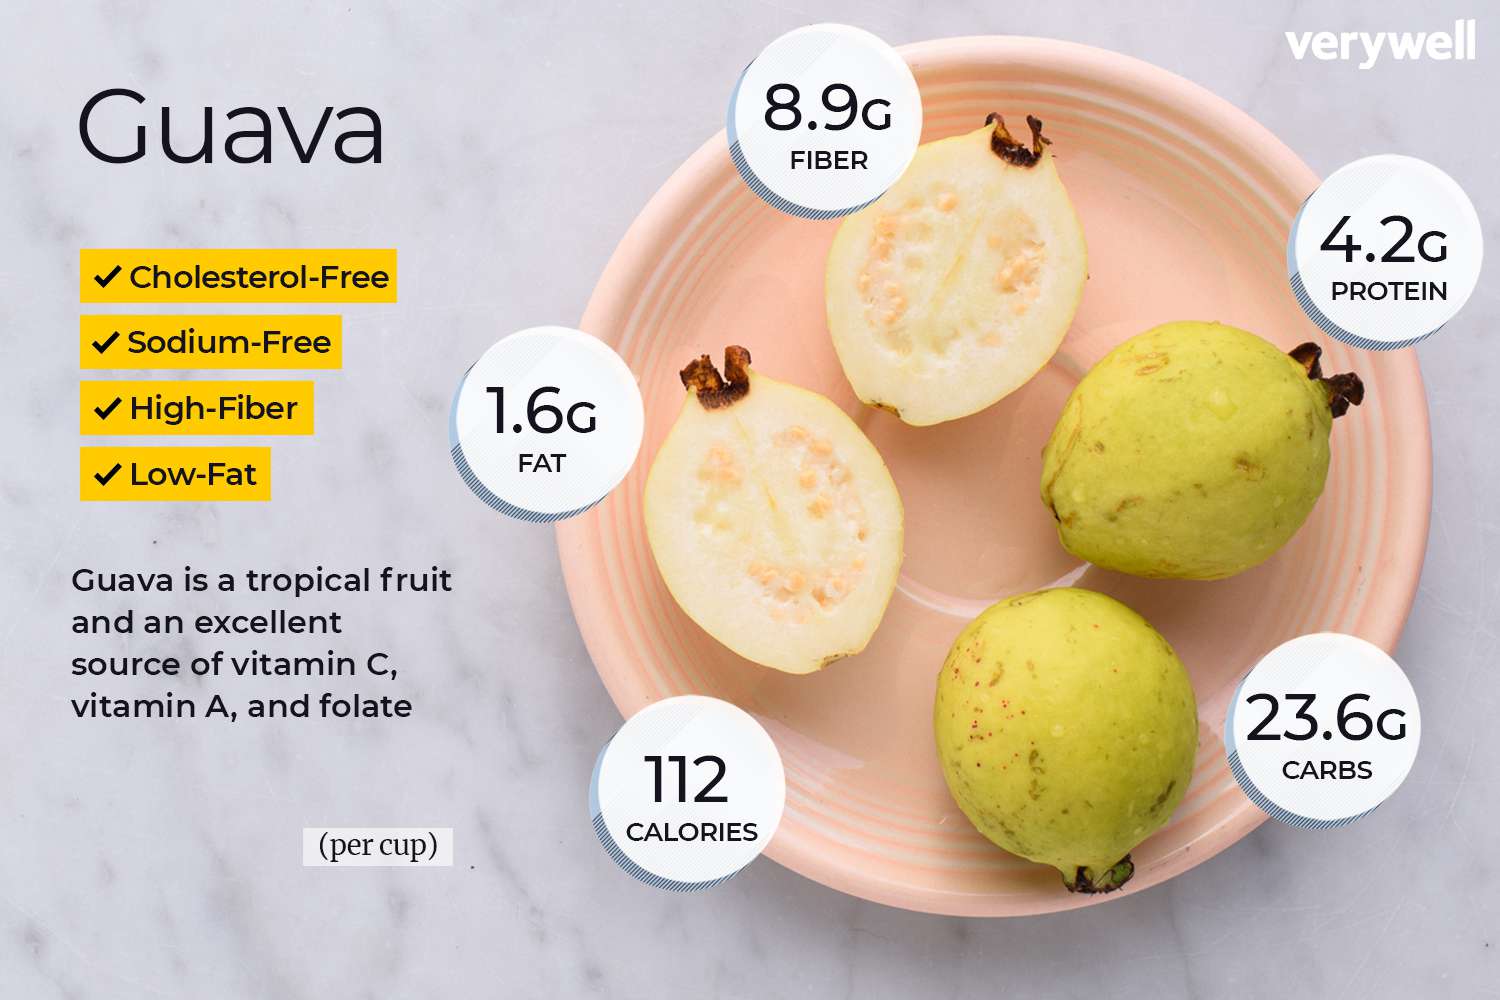 verywell
Guava
Cholesterol-Free
Sodium-Free
High-Fiber
Low-Fat
Guava is a tropical fruit
and an excellent
source of vitamin C,
vitamin A, and folate
(per cup)
8.9G
FIBER
4.2G
PROTEIN
1.6G
FAT
112
CALORIES
23.6G
CARBS